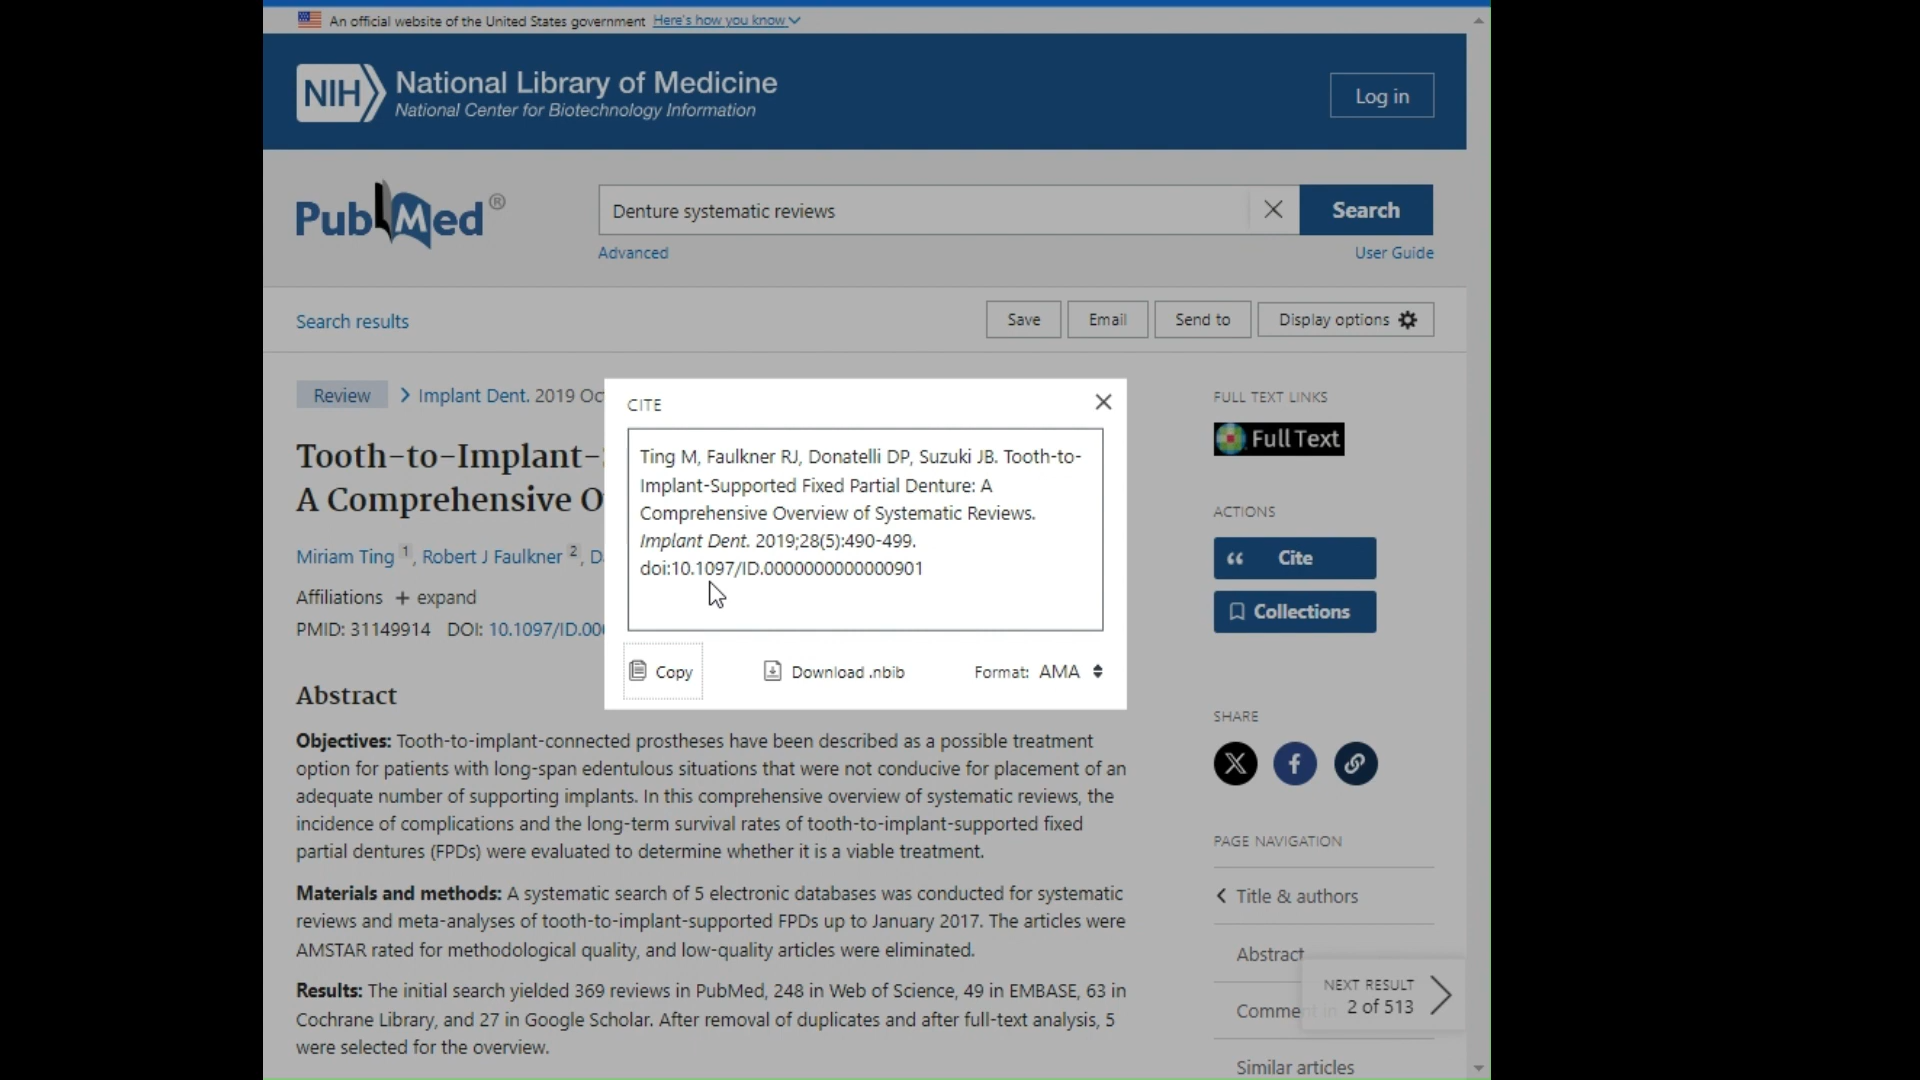 An official website of the United States government Here's how you know
NIH National Library of Medicine
National Center for Biotechnology Information
Log in
PubMed®
Denture systematic reviews
Search
Advanced
User Guide
Search results
Save
Email
Send to
Display options
Review
Implant Dent. 2019 Oc
Tooth-to-Implant-
A Comprehensive O
Miriam Ting 1, Robert J Faulkner 2, D
Affiliations + expand
PMID: 31149914 DOI: 10.1097/ID.00
CITE
Ting M, Faulkner RJ, Donatelli DP, Suzuki JB. Tooth-to-
Implant-Supported Fixed Partial Denture: A
Comprehensive Overview of Systematic Reviews.
Implant Dent. 2019;28(5):490-499.
doi:10.1097/ID.0000000000000901
Copy
Download .nbib
Format: AMA
Abstract
Objectives: Tooth-to-implant-connected prostheses have been described as a possible treatment
option for patients with long-span edentulous situations that were not conducive for placement of an
adequate number of supporting implants. In this comprehensive overview of systematic reviews, the
incidence of complications and the long-term survival rates of tooth-to-implant-supported fixed
partial dentures (FPDs) were evaluated to determine whether it is a viable treatment.
Materials and methods: A systematic search of 5 electronic databases was conducted for systematic
reviews and meta-analyses of tooth-to-implant-supported FPDs up to January 2017. The articles were
AMSTAR rated for methodological quality, and low-quality articles were eliminated.
Results: The initial search yielded 369 reviews in PubMed, 248 in Web of Science, 49 in EMBASE, 63 in
Cochrane Library, and 27 in Google Scholar. After removal of duplicates and after full-text analysis, 5
were selected for the overview.
FULL TEXT LINKS
Full Text
ACTIONS
Cite
Collections
SHARE
PAGE NAVIGATION
Title & authors
Abstract
Comment in
Similar articles
NEXT RESULT
2 of 513